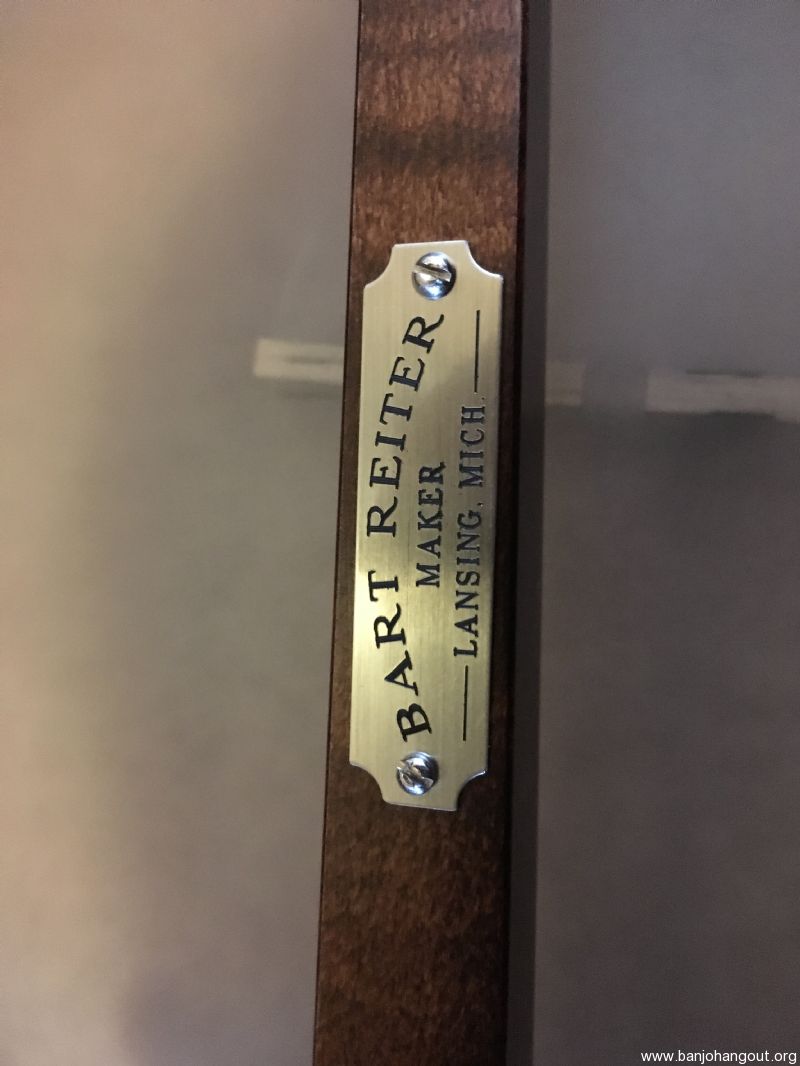 BART REITER
MAKER
LANSING, MICH.
www.banjohangout.org